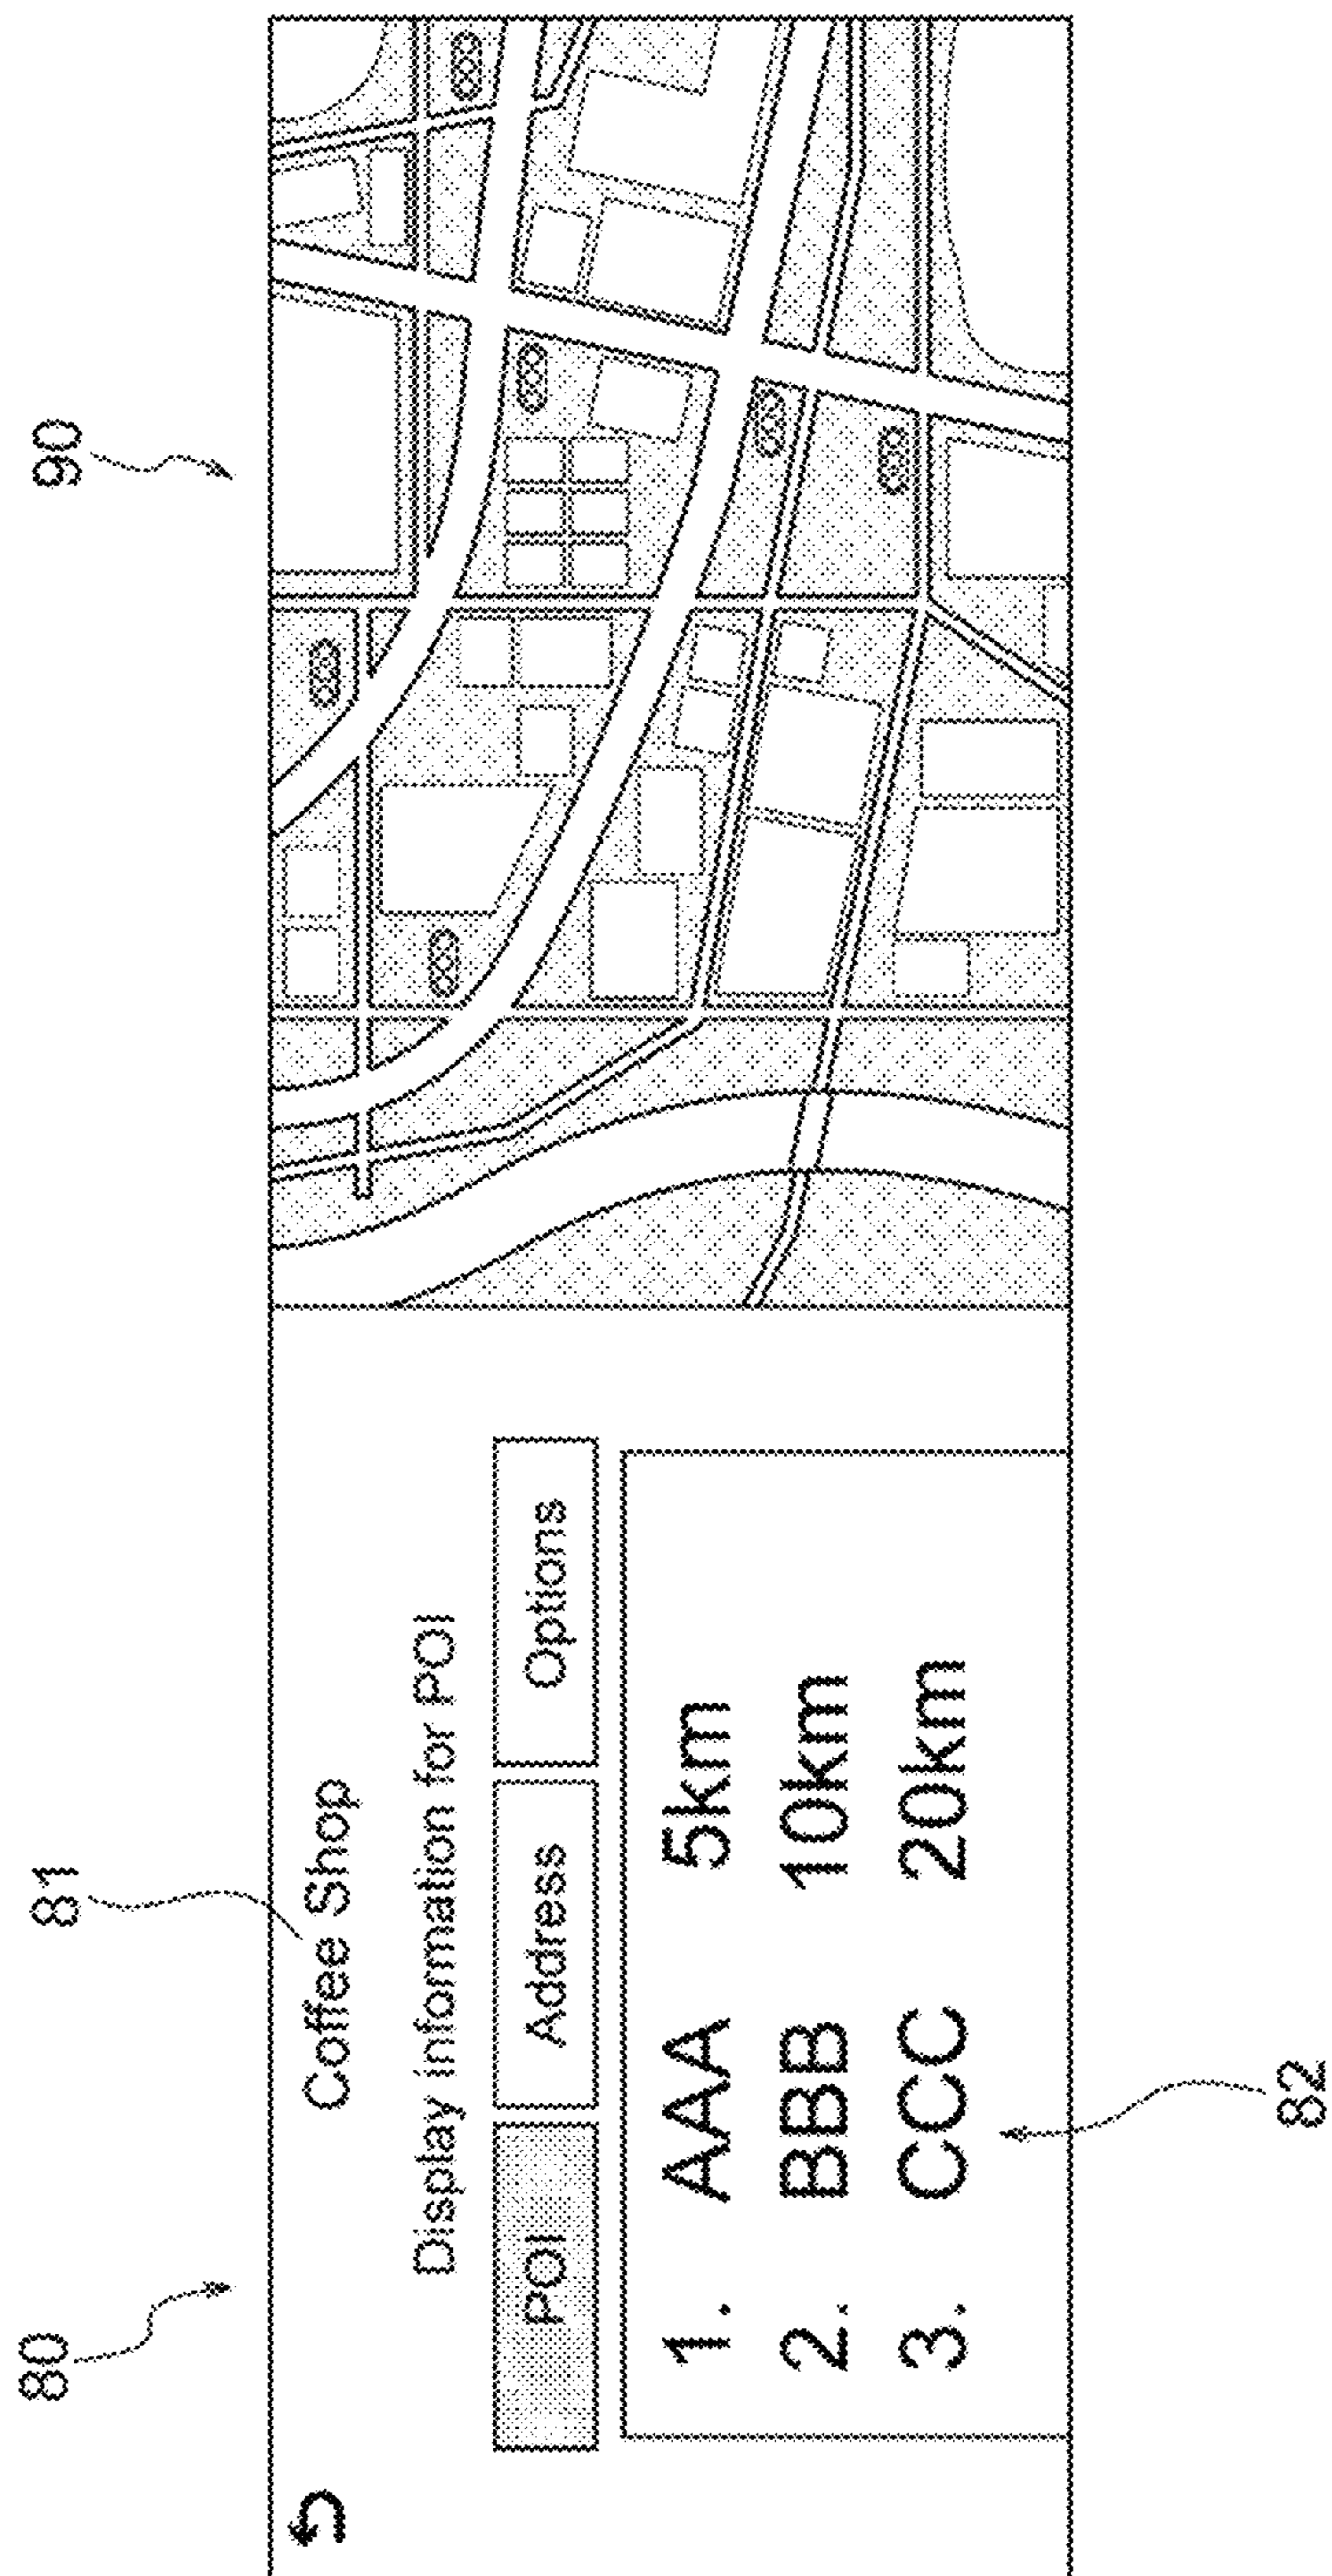 80
81
90
Coffee Shop
Display information for POI
POI Address Options
1. AAA 5km
2. BBB 10km
3. CCC 20km
82